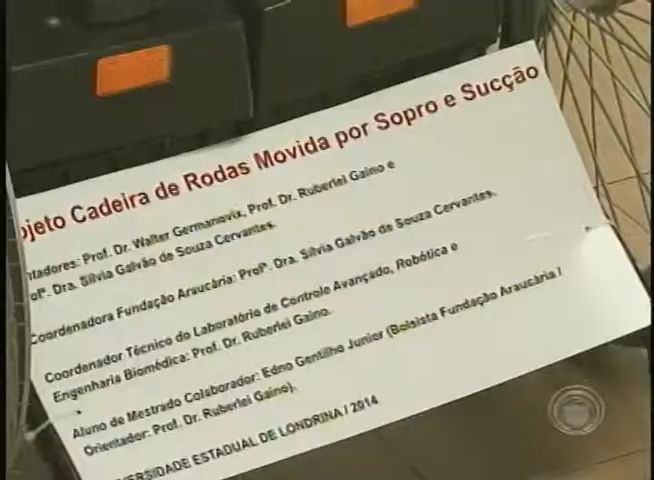 ojeto Cadeira de Rodas Movida por Sopro e Sucção
ntadores: Prof. Dr. Walter Germanovix, Prof. Dr. Ruberlei Gaino e
ofª. Dra. Silvia Galvão de Souza Cervantes.
Coordenadora Fundação Araucária: Profª. Dra. Silvia Galvão de Souza Cervantes.
Coordenador Técnico do Laboratório de Controle Avançado, Robótica e
Engenharia Biomédica: Prof. Dr. Ruberlei Gaino.
Aluno de Mestrado Colaborador: Edno Gentilho Junior (Bolsista Fundação Araucária /
Orientador: Prof. Dr. Ruberlei Gaino).
VERSIDADE ESTADUAL DE LONDRINA / 2014